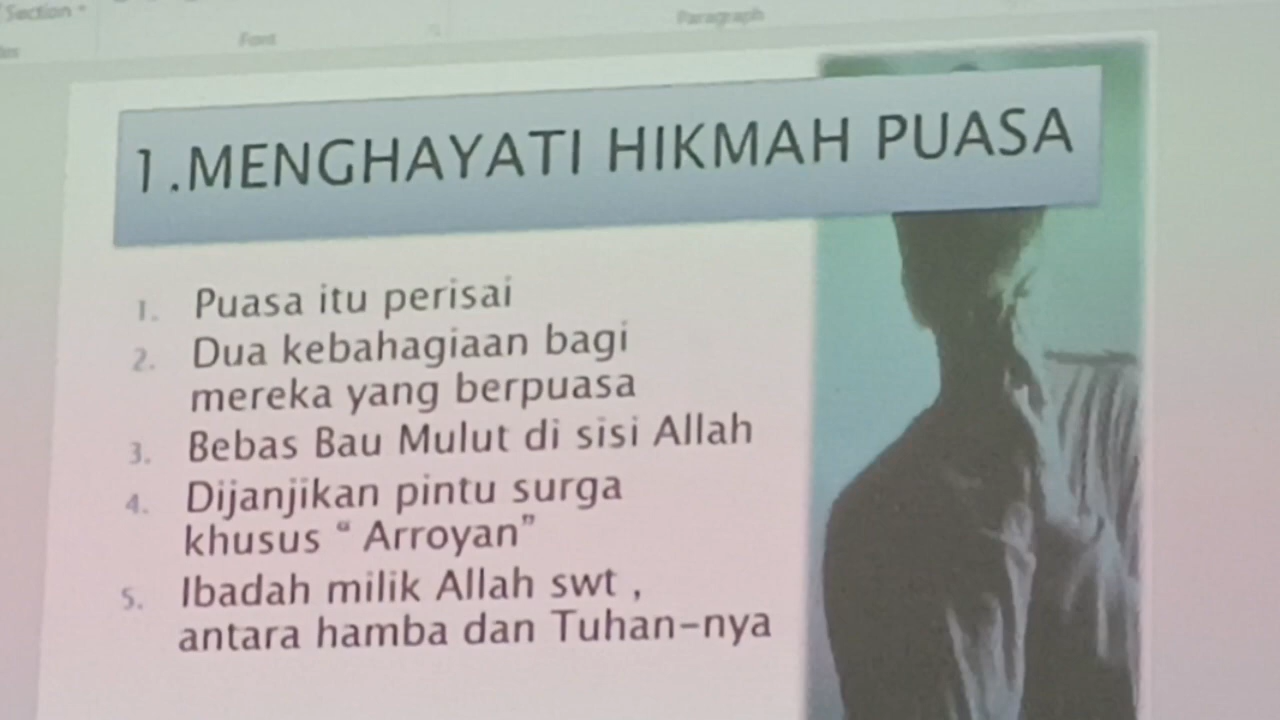 Section
Font
Paragraph
1.MENGHAYATI HIKMAH PUASA
1. Puasa itu perisai
2. Dua kebahagiaan bagi
mereka yang berpuasa
3. Bebas Bau Mulut di sisi Allah
4. Dijanjikan pintu surga
khusus “ Arroyan”
5. Ibadah milik Allah swt ,
antara hamba dan Tuhan-nya